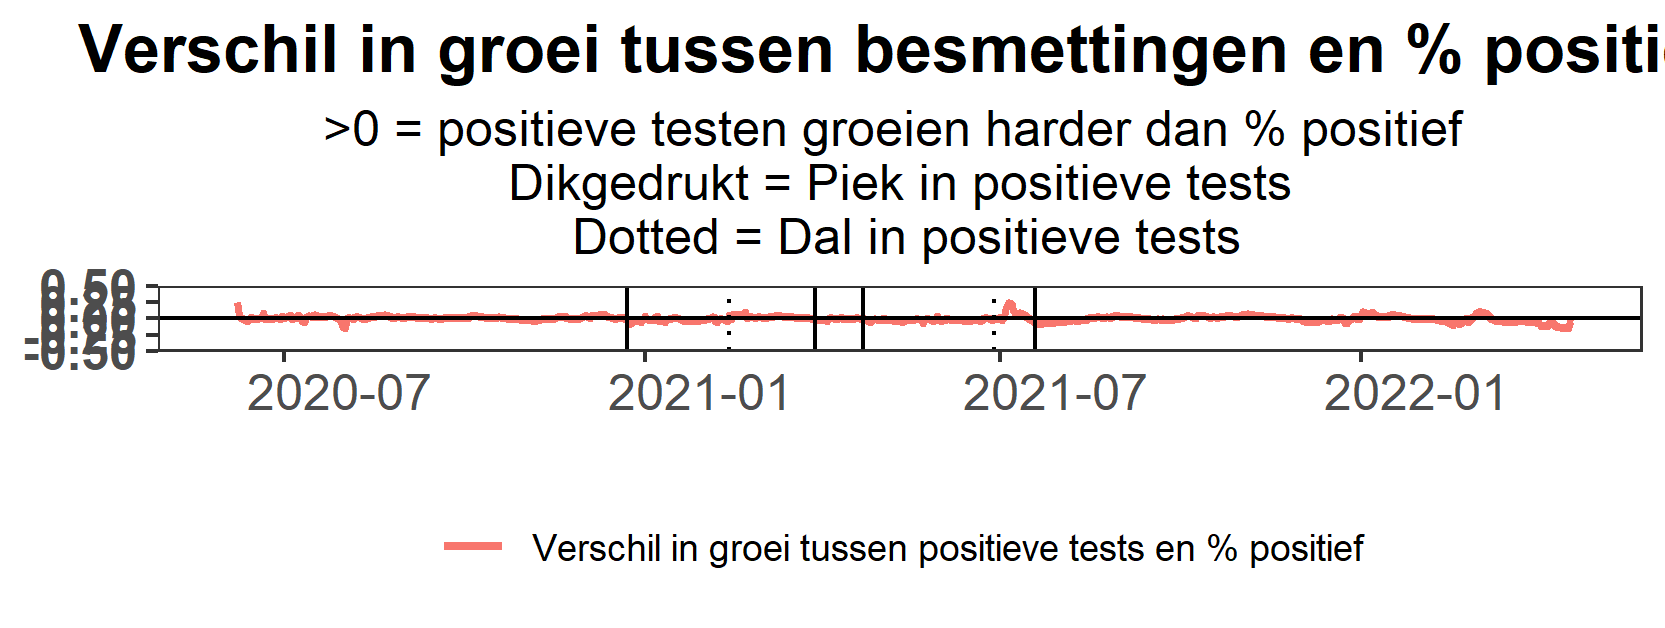 Verschil in groei tussen besmettingen en % positie
>0 = positieve testen groeien harder dan % positief
Dikgedrukt = Piek in positieve tests
Dotted = Dal in positieve tests
0.50
-0.50
2020-07
2021-01
2021-07
2022-01
Verschil in groei tussen positieve tests en % positief